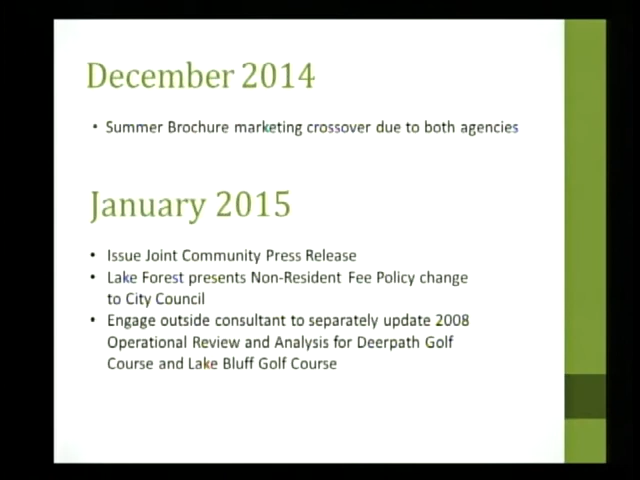 December 2014
• Summer Brochure marketing crossover due to both agencies
January 2015
• Issue Joint Community Press Release
• Lake Forest presents Non-Resident Fee Policy change
to City Council
• Engage outside consultant to separately update 2008
Operational Review and Analysis for Deerpath Golf
Course and Lake Bluff Golf Course